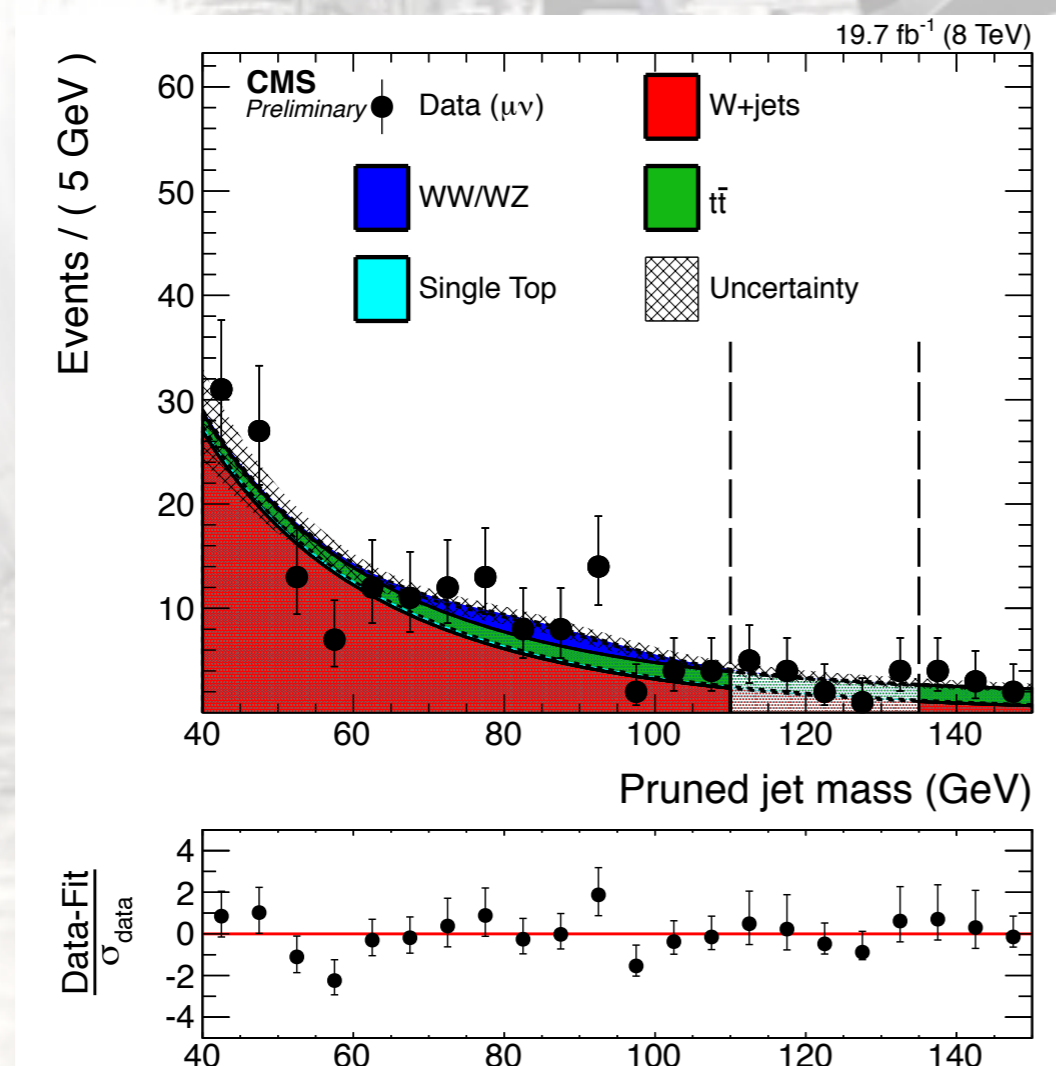 19.7 fb⁻¹ (8 TeV)
Events / ( 5 GeV )
60
50
40
30
20
10
CMS
Preliminary
Data (μν)
W+jets
WW/WZ
tt̄
Single Top
Uncertainty
40 60 80 100 120 140
Pruned jet mass (GeV)
Data-Fit
σdata
4
2
0
-2
-4
40 60 80 100 120 140